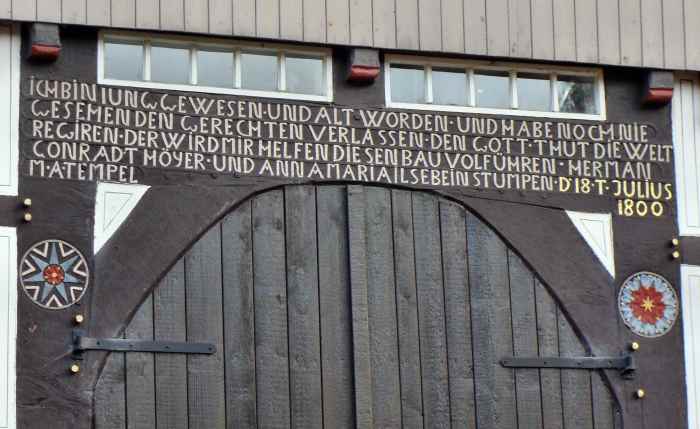 ICH BIN IUNG GEWESEN · UND ALT · WORDEN · UND HABE NOCH NIE
GESEHEN DEN GERECHTEN VERLASSEN · DEN GOTT · THUT DIE WELT
REGIREN · DER WIRD MIR HELFEN DIESEN BAU VOLFÜHREN · HERMAN
CONRADT MÖYER · UND ANNA MARIA ILSEBEIN STUMPEN · D 18 · T · JULIUS
M · A TEMPEL 1800